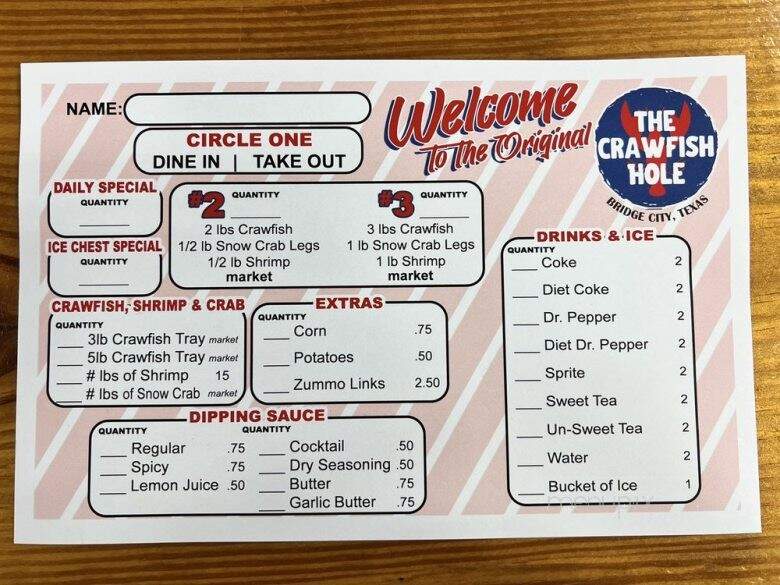 NAME:
Welcome
To The Original
THE
CRAWFISH
HOLE
BRIDGE CITY, TEXAS
CIRCLE ONE
DINE IN | TAKE OUT
DAILY SPECIAL
QUANTITY
ICE CHEST SPECIAL
QUANTITY
#2 QUANTITY
2 lbs Crawfish
1/2 lb Snow Crab Legs
1/2 lb Shrimp
market
#3 QUANTITY
3 lbs Crawfish
1 lb Snow Crab Legs
1 lb Shrimp
market
CRAWFISH, SHRIMP & CRAB
QUANTITY
3lb Crawfish Tray market
5lb Crawfish Tray market
# lbs of Shrimp 15
# lbs of Snow Crab market
EXTRAS
QUANTITY
Corn .75
Potatoes .50
Zummo Links 2.50
DIPPING SAUCE
QUANTITY
Regular .75
Spicy .75
Lemon Juice .50
QUANTITY
Cocktail .50
Dry Seasoning .50
Butter .75
Garlic Butter .75
DRINKS & ICE
QUANTITY
Coke 2
Diet Coke 2
Dr. Pepper 2
Diet Dr. Pepper 2
Sprite 2
Sweet Tea 2
Un-Sweet Tea 2
Water 2
Bucket of Ice 1